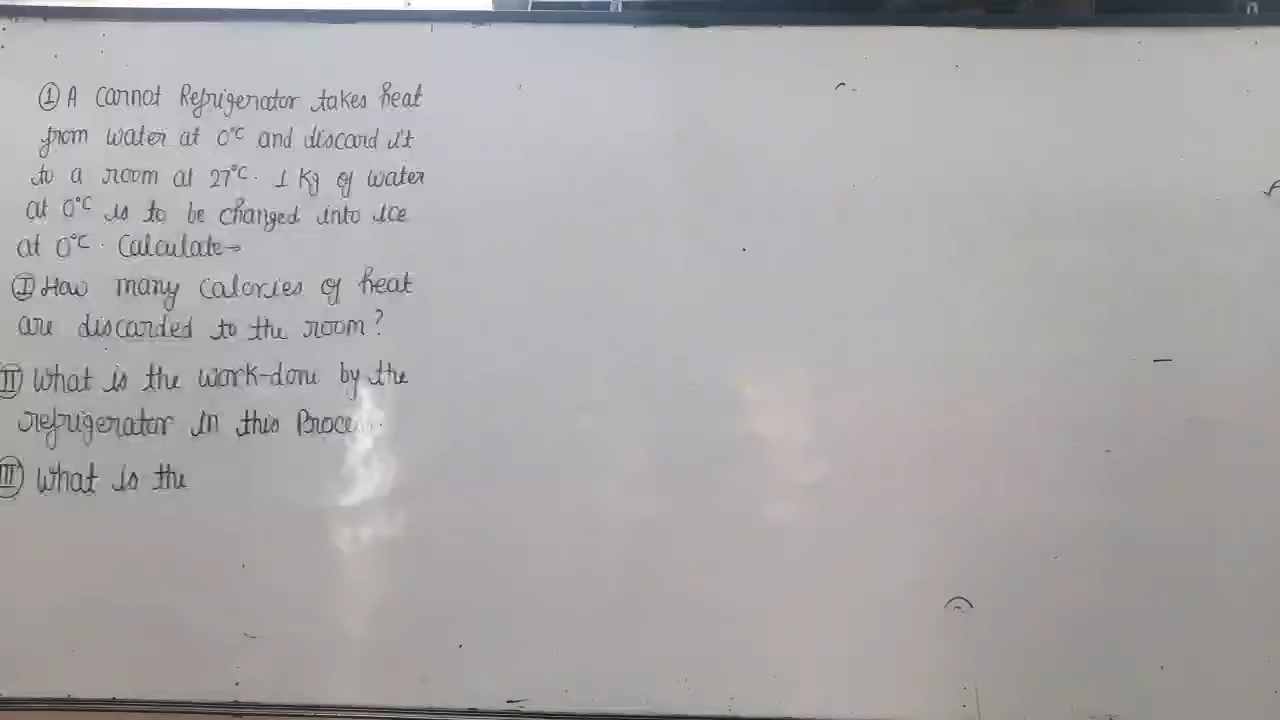 ① A Carnot Refrigerator takes heat
from water at 0°C and discard it
to a room at 27°C. 1 Kg of water
at 0°C is to be changed into ice
at 0°C. Calculate→
Ⓘ How many calories of heat
are discarded to the room?
ⒾⒾ What is the work-done by the
refrigerator in this
III What is the